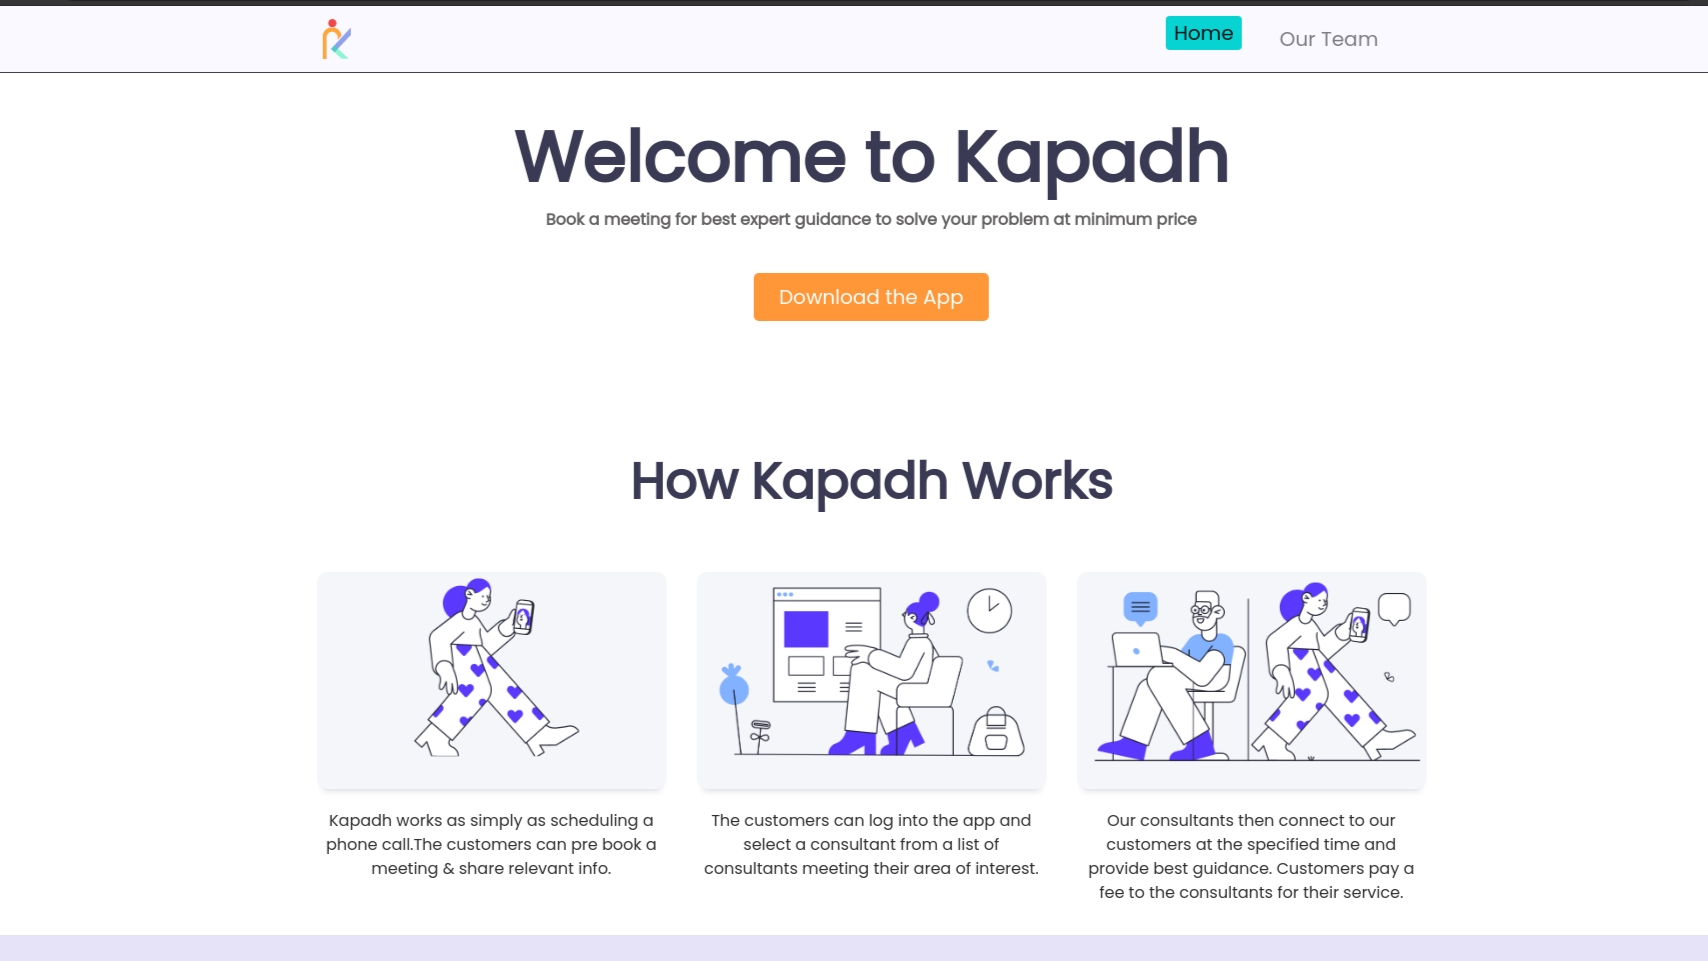 Home
Our Team
Welcome to Kapadh
Book a meeting for best expert guidance to solve your problem at minimum price
Download the App
How Kapadh Works
Kapadh works as simply as scheduling a
phone call.The customers can pre book a
meeting & share relevant info.
The customers can log into the app and
select a consultant from a list of
consultants meeting their area of interest.
Our consultants then connect to our
customers at the specified time and
provide best guidance. Customers pay a
fee to the consultants for their service.